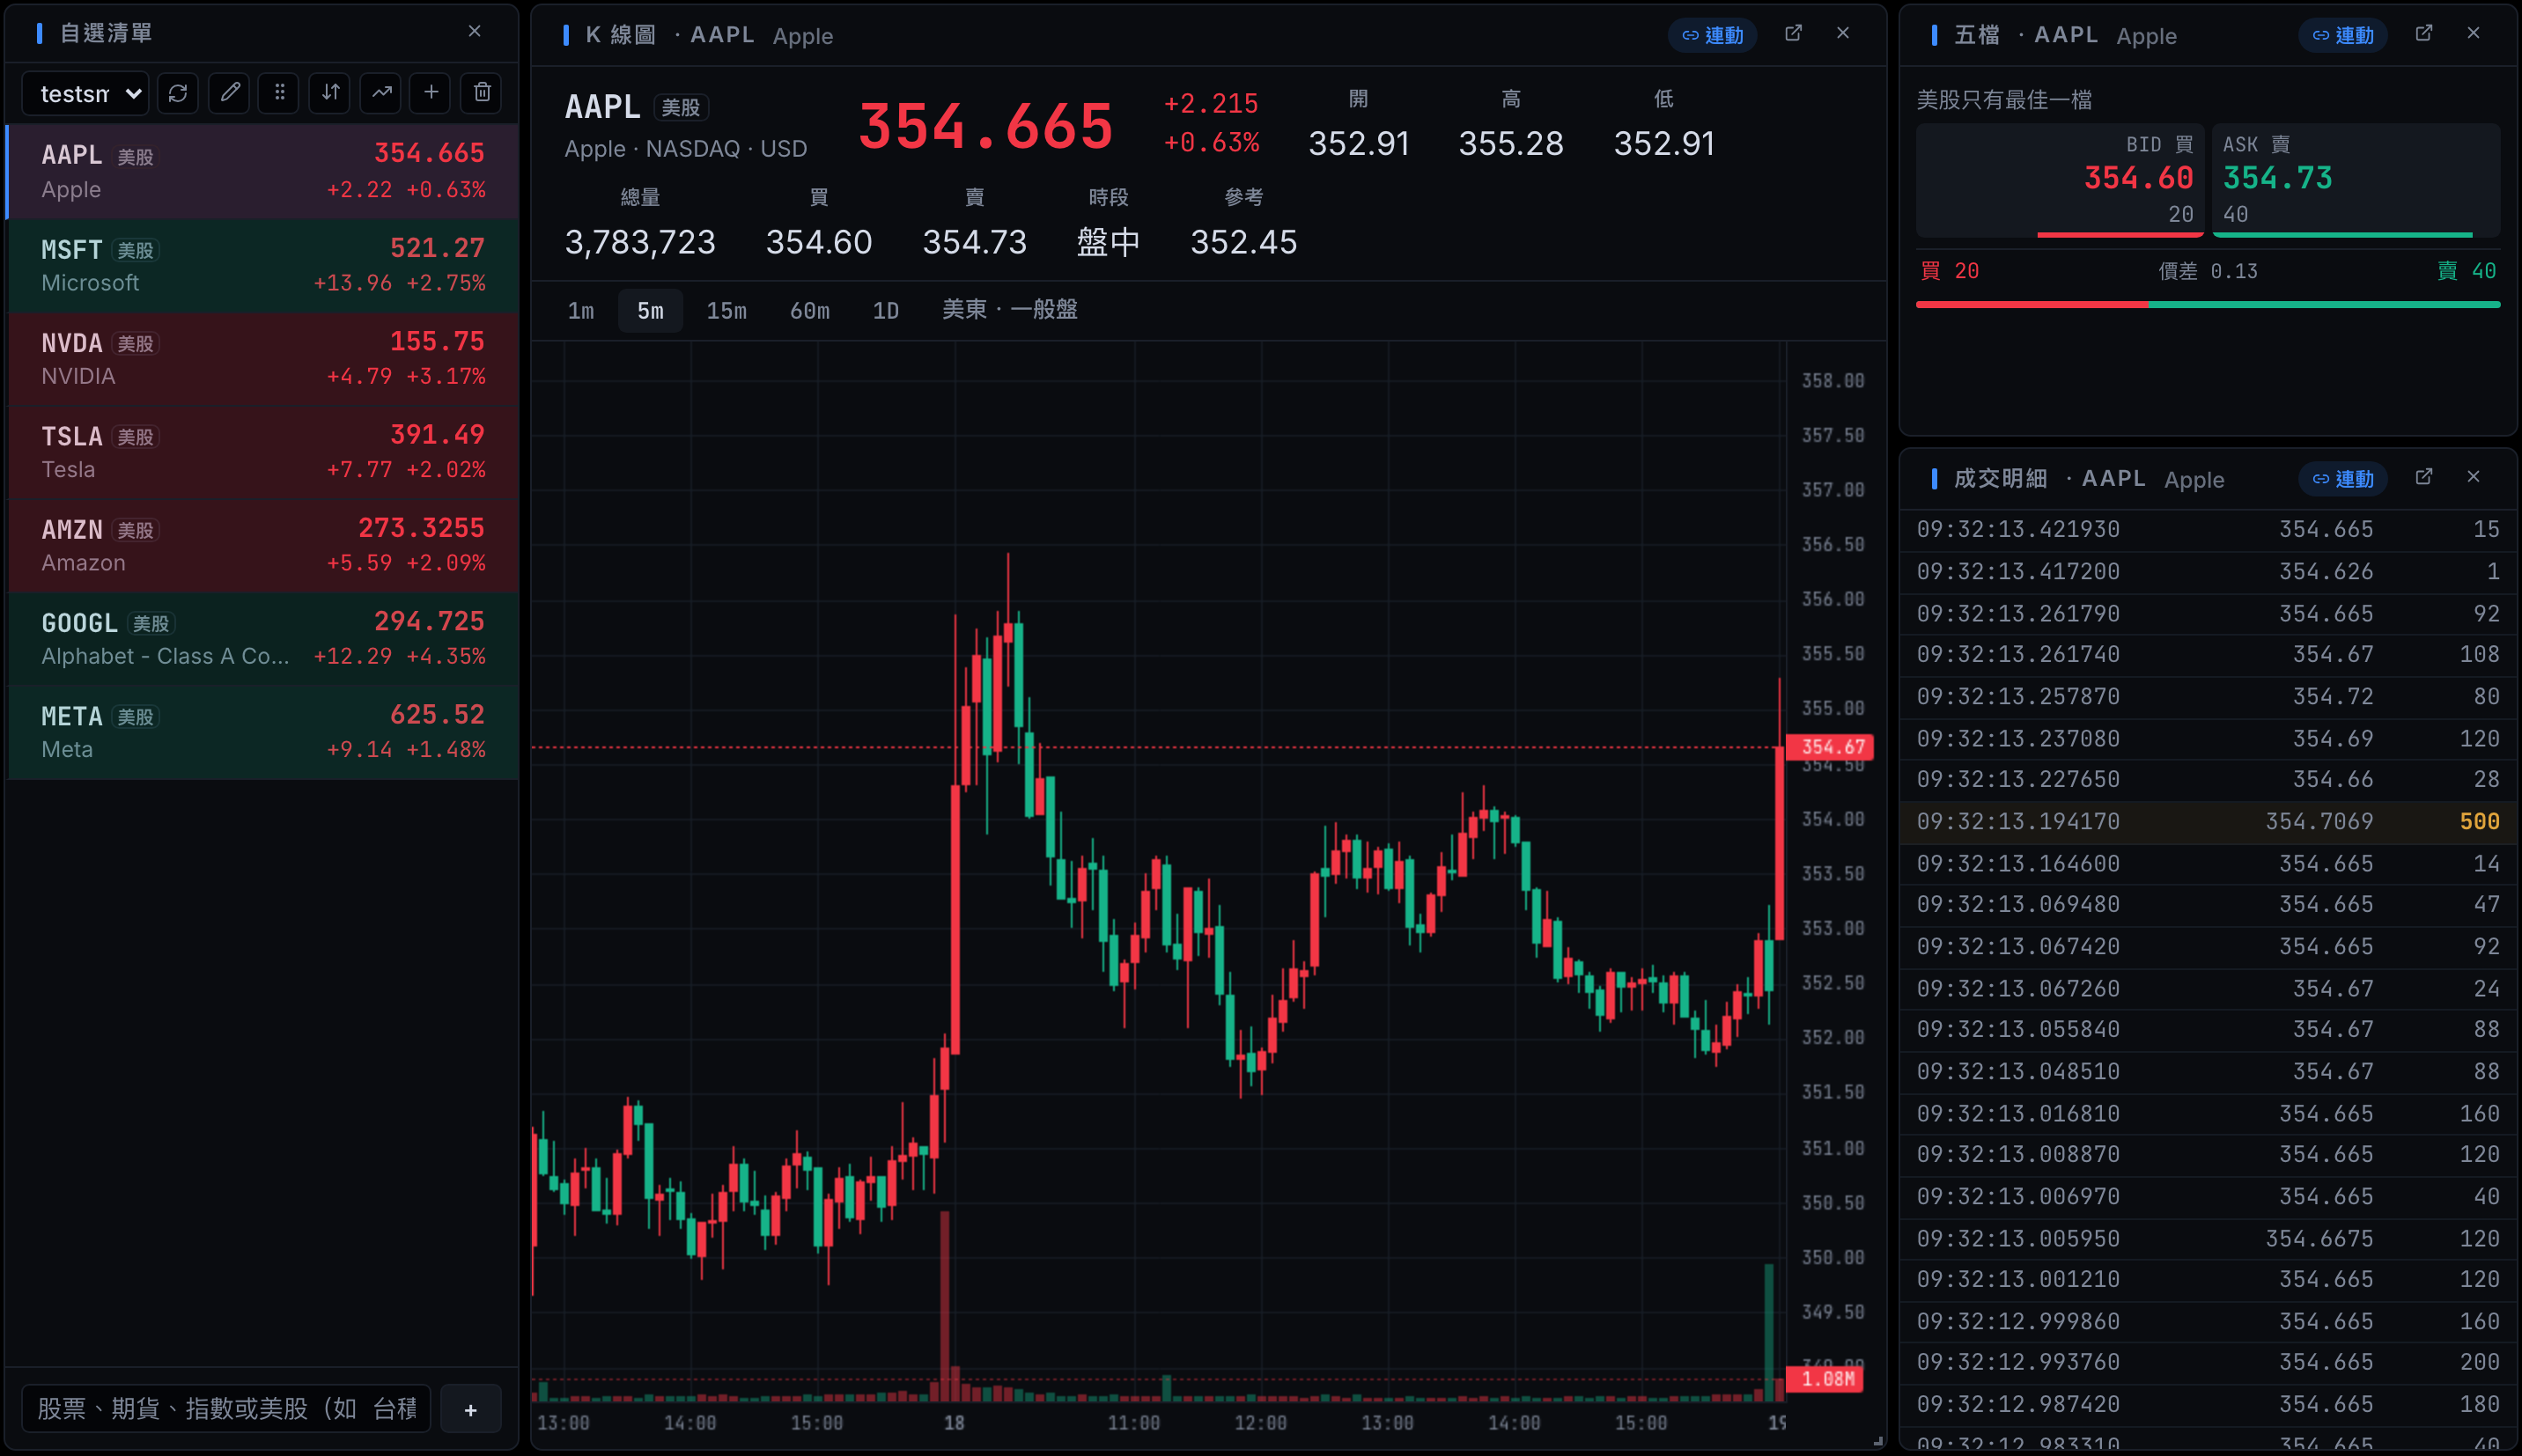 自選清單
testsm
AAPL 美股 354.665
Apple +2.22 +0.63%
MSFT 美股 521.27
Microsoft +13.96 +2.75%
NVDA 美股 155.75
NVIDIA +4.79 +3.17%
TSLA 美股 391.49
Tesla +7.77 +2.02%
AMZN 美股 273.3255
Amazon +5.59 +2.09%
GOOGL 美股 294.725
Alphabet - Class A Co... +12.29 +4.35%
META 美股 625.52
Meta +9.14 +1.48%
股票、期貨、指數或美股（如 台積 +
K 線圖 · AAPL Apple 連動
AAPL 美股 354.665 +2.215 +0.63%
Apple · NASDAQ · USD
開 高 低
352.91 355.28 352.91
總量 買 賣 時段 參考
3,783,723 354.60 354.73 盤中 352.45
1m 5m 15m 60m 1D 美東 · 一般盤
358.00
357.50
357.00
356.50
356.00
355.50
355.00
354.67
354.50
354.00
353.50
353.00
352.50
352.00
351.50
351.00
350.50
350.00
349.50
349.00
1.08M
13:00 14:00 15:00 18 11:00 12:00 13:00 14:00 15:00 19
五檔 · AAPL Apple 連動
美股只有最佳一檔
BID 買 ASK 賣
354.60 354.73
20 40
買 20 價差 0.13 賣 40
成交明細 · AAPL Apple 連動
09:32:13.421930 354.665 15
09:32:13.417200 354.626 1
09:32:13.261790 354.665 92
09:32:13.261740 354.67 108
09:32:13.257870 354.72 80
09:32:13.237080 354.69 120
09:32:13.227650 354.66 28
09:32:13.194170 354.7069 500
09:32:13.164600 354.665 14
09:32:13.069480 354.665 47
09:32:13.067420 354.665 92
09:32:13.067260 354.67 24
09:32:13.055840 354.67 88
09:32:13.048510 354.67 88
09:32:13.016810 354.665 160
09:32:13.008870 354.665 120
09:32:13.006970 354.665 40
09:32:13.005950 354.6675 120
09:32:13.001210 354.665 120
09:32:12.999860 354.665 160
09:32:12.993760 354.665 200
09:32:12.987420 354.665 180
09:32:12.983310 354.665 40